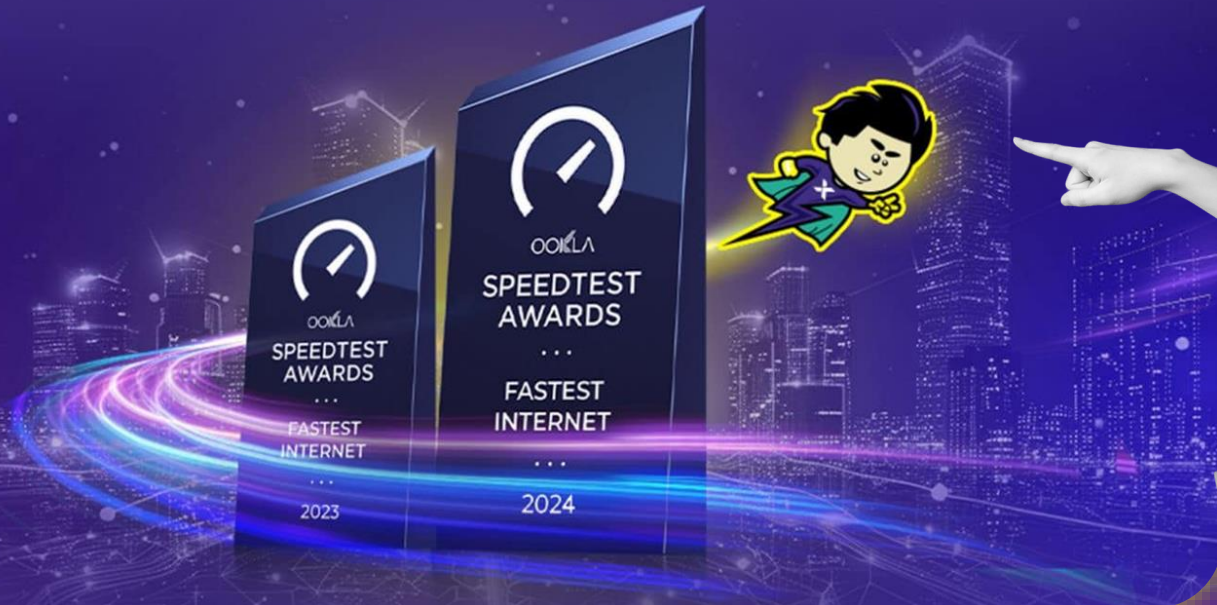 OOKLA
SPEEDTEST
AWARDS
...
FASTEST
INTERNET
...
2023
OOKLA
SPEEDTEST
AWARDS
...
FASTEST
INTERNET
...
2024